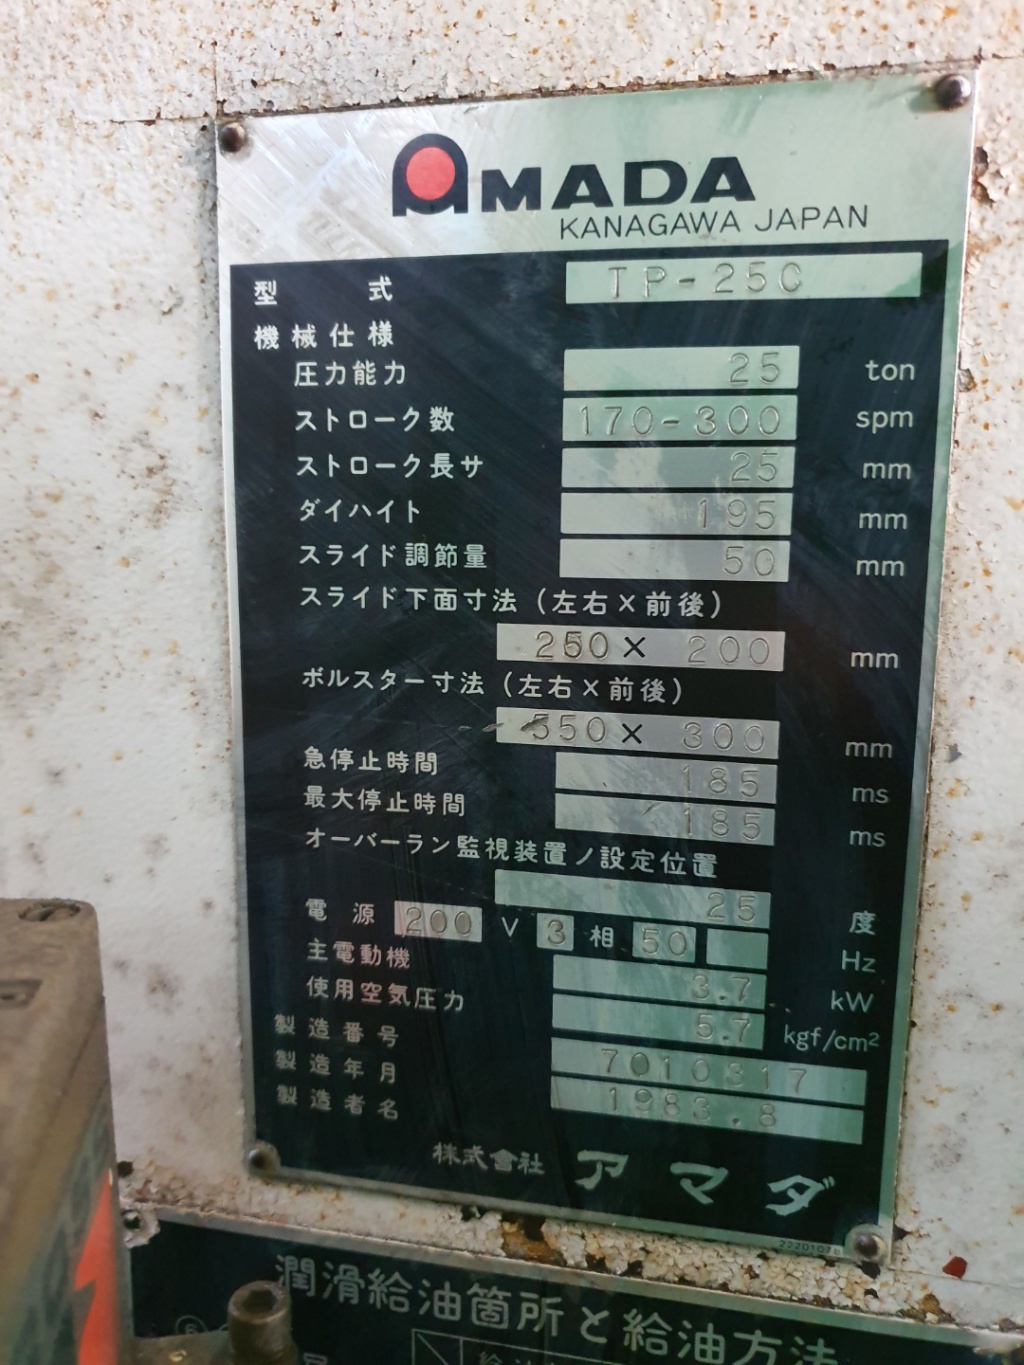 AMADA
KANAGAWA JAPAN
型 式 TP-25C
機械仕様
圧力能力 25 ton
ストローク数 170-300 spm
ストローク長サ 25 mm
ダイハイト 195 mm
スライド調節量 50 mm
スライド下面寸法 (左右×前後)
250 × 200 mm
ボルスター寸法 (左右×前後)
550 × 300 mm
急停止時間 185 ms
最大停止時間 185 ms
オーバーラン監視装置ノ設定位置
25 度
電源 200 V 3 相 50 Hz
主電動機 3.7 kW
使用空気圧力 5.7 kgf/cm²
製造番号 7010317
製造年月 1983.8
製造者名
株式会社 アマダ
潤滑給油箇所と給油方法